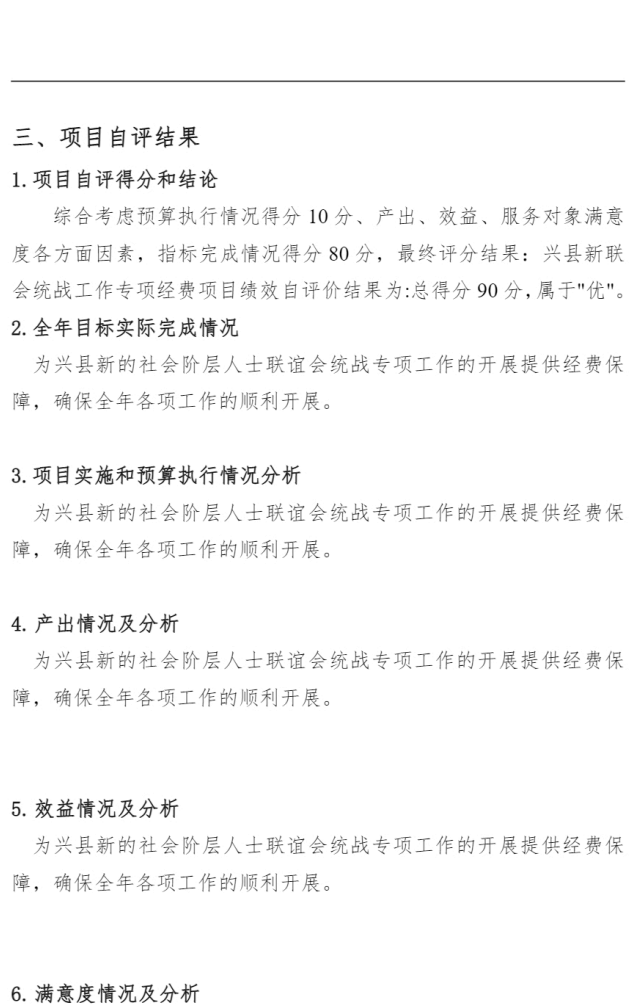 三、项目自评结果
1.项目自评得分和结论
综合考虑预算执行情况得分 10 分、产出、效益、服务对象满意
度各方面因素，指标完成情况得分 80 分，最终评分结果：兴县新联
会统战工作专项经费项目绩效自评价结果为:总得分 90 分，属于"优"。
2.全年目标实际完成情况
为兴县新的社会阶层人士联谊会统战专项工作的开展提供经费保
障，确保全年各项工作的顺利开展。
3.项目实施和预算执行情况分析
为兴县新的社会阶层人士联谊会统战专项工作的开展提供经费保
障，确保全年各项工作的顺利开展。
4. 产出情况及分析
为兴县新的社会阶层人士联谊会统战专项工作的开展提供经费保
障，确保全年各项工作的顺利开展。
5. 效益情况及分析
为兴县新的社会阶层人士联谊会统战专项工作的开展提供经费保
障，确保全年各项工作的顺利开展。
6. 满意度情况及分析